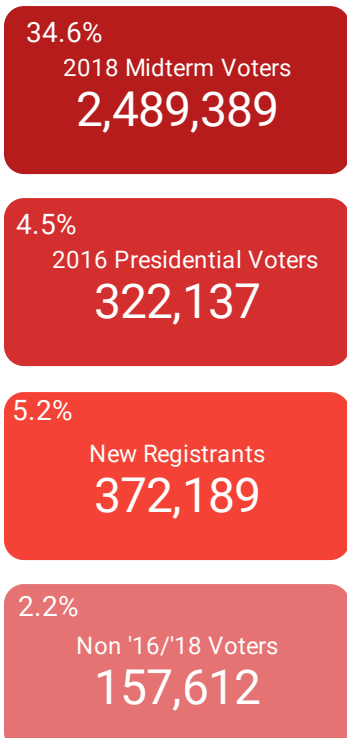 34.6%
2018 Midterm Voters
2,489,389
4.5%
2016 Presidential Voters
322,137
5.2%
New Registrants
372,189
2.2%
Non '16/'18 Voters
157,612